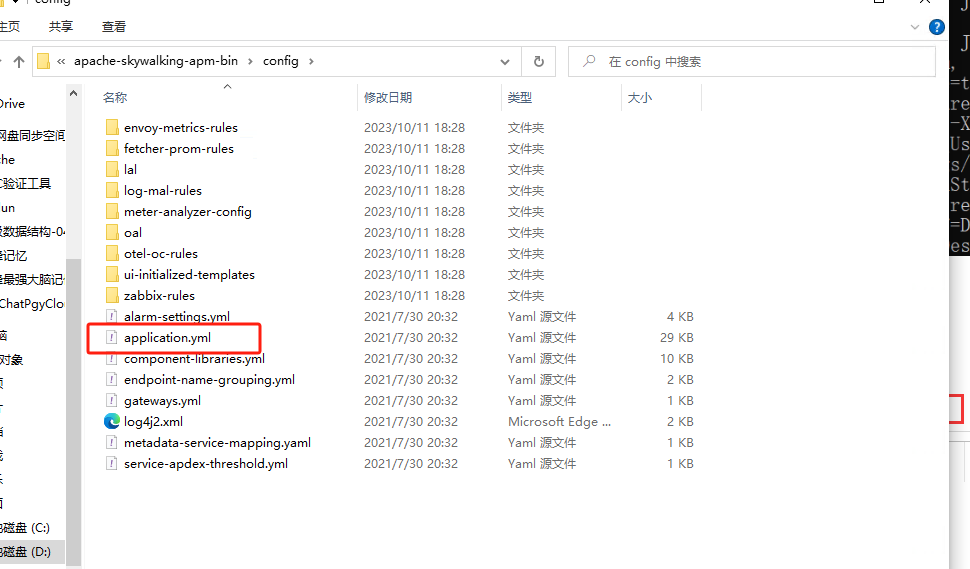 config
主页 共享 查看
« apache-skywalking-apm-bin › config ›
在 config 中搜索
名称 修改日期 类型 大小
envoy-metrics-rules 2023/10/11 18:28 文件夹
fetcher-prom-rules 2023/10/11 18:28 文件夹
lal 2023/10/11 18:28 文件夹
log-mal-rules 2023/10/11 18:28 文件夹
meter-analyzer-config 2023/10/11 18:28 文件夹
oal 2023/10/11 18:28 文件夹
otel-oc-rules 2023/10/11 18:28 文件夹
ui-initialized-templates 2023/10/11 18:28 文件夹
zabbix-rules 2023/10/11 18:28 文件夹
alarm-settings.yml 2021/7/30 20:32 Yaml 源文件 4 KB
application.yml 2021/7/30 20:32 Yaml 源文件 29 KB
component-libraries.yml 2021/7/30 20:32 Yaml 源文件 10 KB
endpoint-name-grouping.yml 2021/7/30 20:32 Yaml 源文件 2 KB
gateways.yml 2021/7/30 20:32 Yaml 源文件 1 KB
log4j2.xml 2021/7/30 20:32 Microsoft Edge ... 2 KB
metadata-service-mapping.yaml 2021/7/30 20:32 Yaml 源文件 1 KB
service-apdex-threshold.yml 2021/7/30 20:32 Yaml 源文件 1 KB
Drive
网盘同步空间
che
C验证工具
lun
数据结构-04
记忆
最强大脑记
ChatPgyClo
对象
磁盘 (C:)
磁盘 (D:)